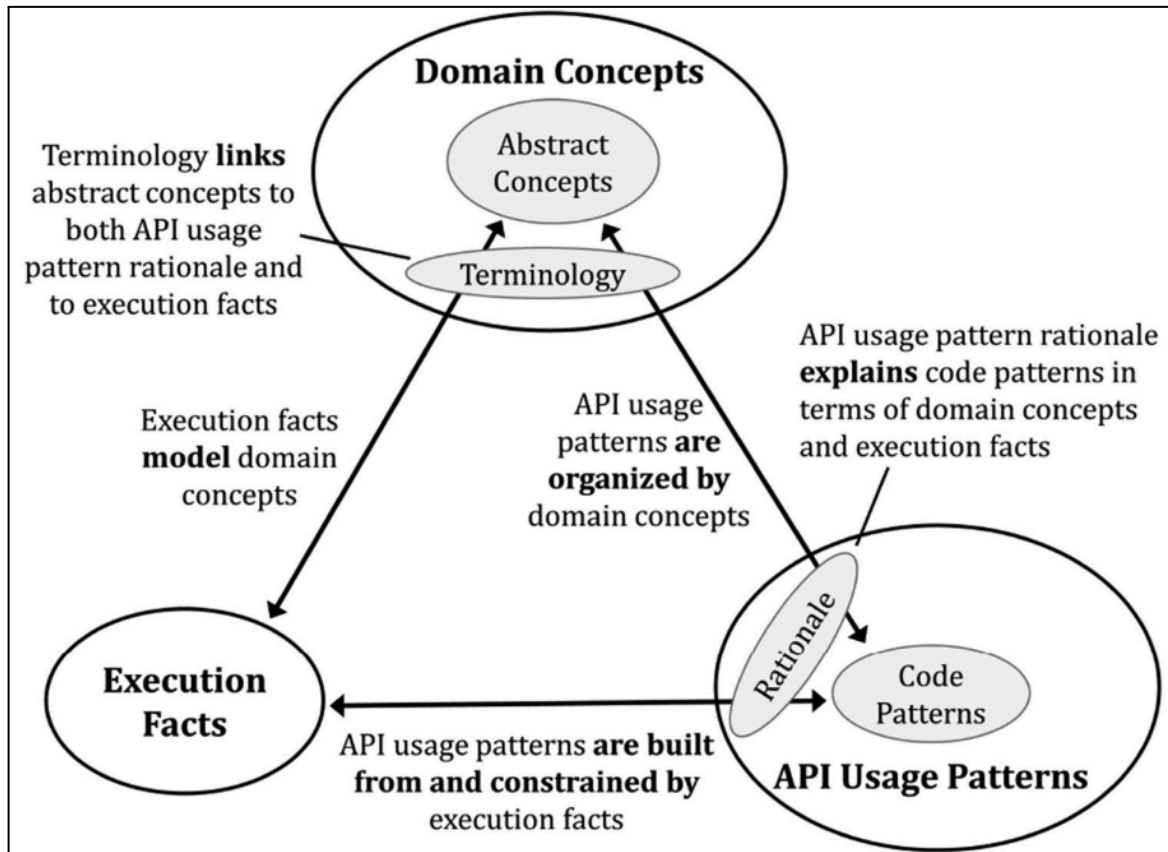 Domain Concepts
Abstract
Concepts
Terminology
Terminology links
abstract concepts to
both API usage
pattern rationale and
to execution facts
API usage pattern rationale
explains code patterns in
terms of domain concepts
and execution facts
Execution facts
model domain
concepts
API usage
patterns are
organized by
domain concepts
Execution
Facts
Rationale
Code
Patterns
API Usage Patterns
API usage patterns are built
from and constrained by
execution facts